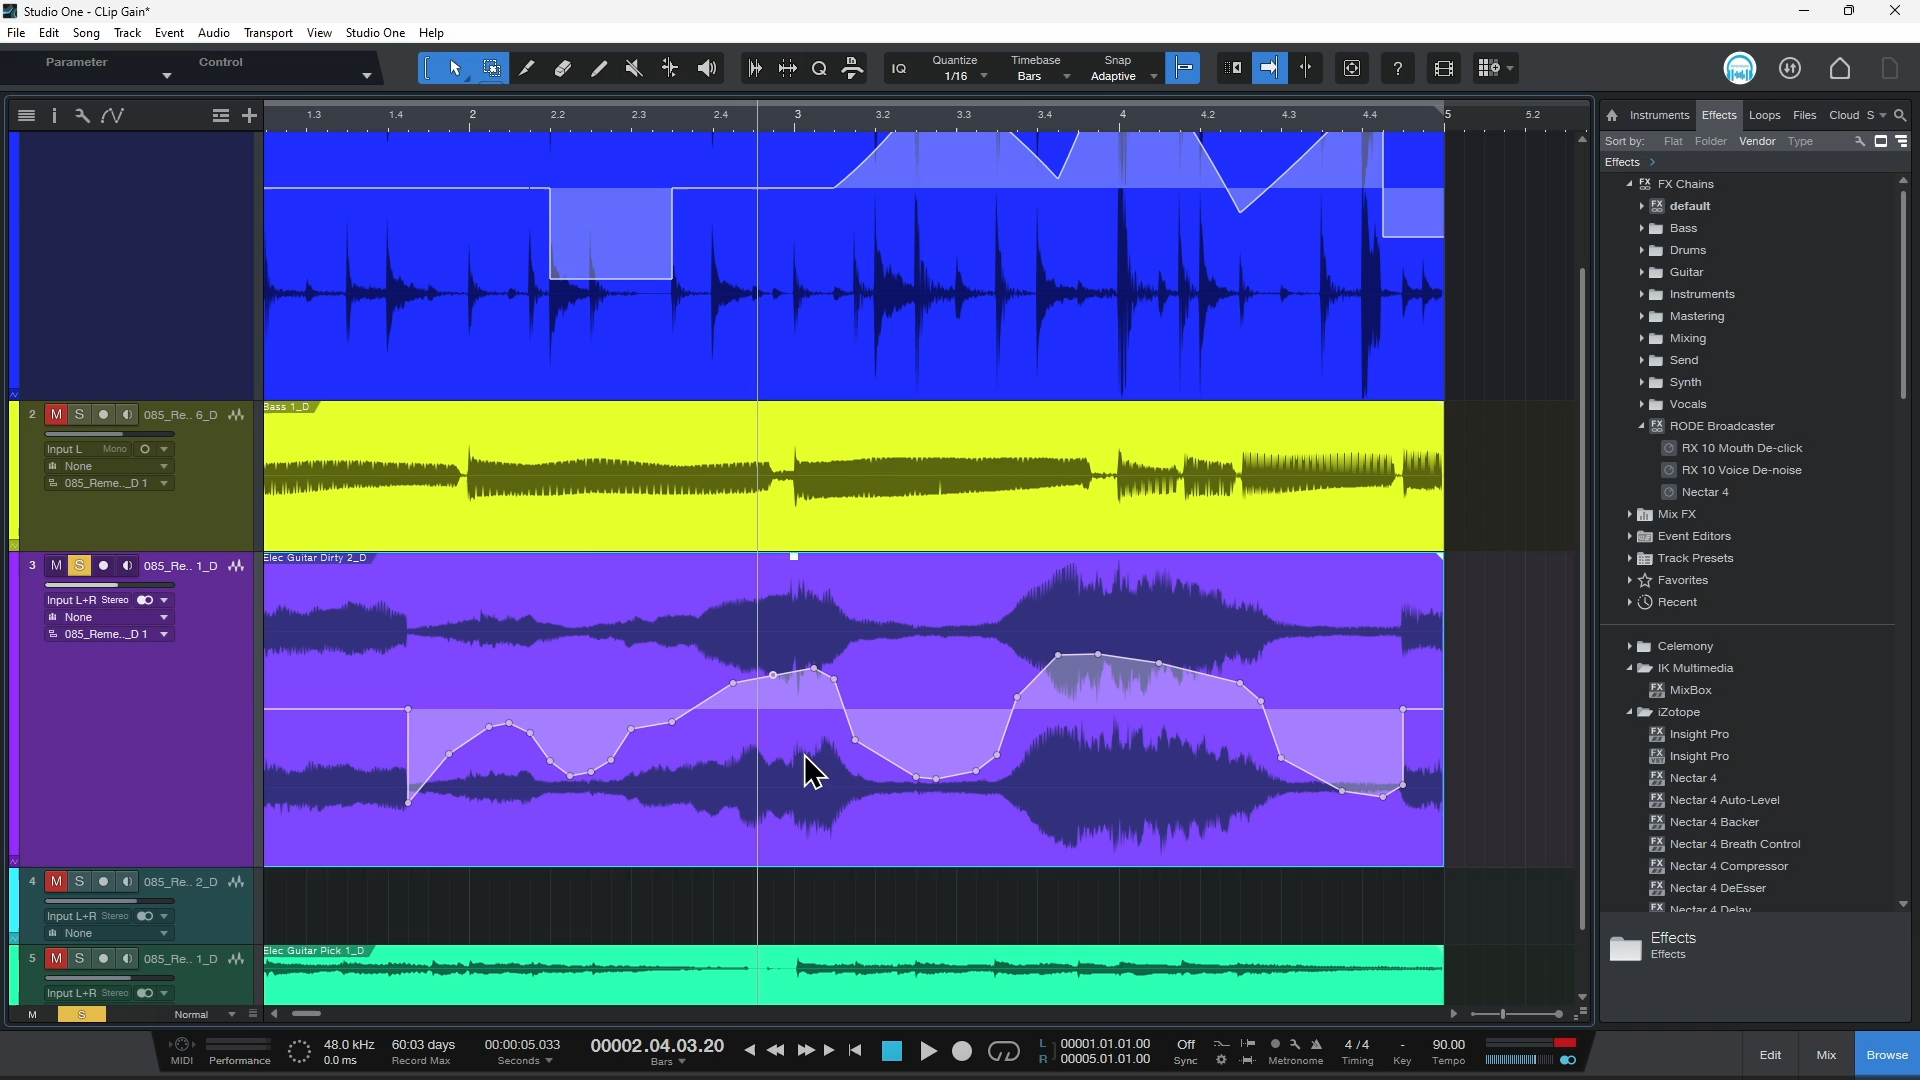 Studio One - CLip Gain*
File Edit Song Track Event Audio Transport View Studio One Help
Parameter Control
IQ Quantize Timebase Snap
1/16 Bars Adaptive
?
Instruments Effects Loops Files Cloud S
1.3 1.4 2 2.2 2.3 2.4 3 3.2 3.3 3.4 4 4.2 4.3 4.4 5 5.2
Sort by: Flat Folder Vendor Type
Effects
FX Chains
default
Bass
Drums
Guitar
Instruments
Mastering
Mixing
Send
Synth
Vocals
RODE Broadcaster
RX 10 Mouth De-click
RX 10 Voice De-noise
Nectar 4
Mix FX
Event Editors
Track Presets
Favorites
Recent
Celemony
IK Multimedia
MixBox
iZotope
Insight Pro
Insight Pro
Nectar 4
Nectar 4 Auto-Level
Nectar 4 Backer
Nectar 4 Breath Control
Nectar 4 Compressor
Nectar 4 DeEsser
Nectar 4 Delay
Effects
Effects
Bass 1_D
2 M S 085_Re.. 6_D
Input L Mono
None
085_Reme.._D 1
Elec Guitar Dirty 2_D
3 M S 085_Re.. 1_D
Input L+R Stereo
None
085_Reme.._D 1
4 M S 085_Re.. 2_D
Input L+R Stereo
None
Elec Guitar Pick 1_D
5 M S 085_Re.. 1_D
Input L+R Stereo
M S Normal
MIDI Performance
48.0 kHz
0.0 ms
60:03 days
Record Max
00:00:05.033
Seconds
00002.04.03.20
Bars
L 00001.01.01.00
R 00005.01.01.00
Off
Sync
Metronome
4 / 4
Timing
-
Key
90.00
Tempo
Edit Mix Browse